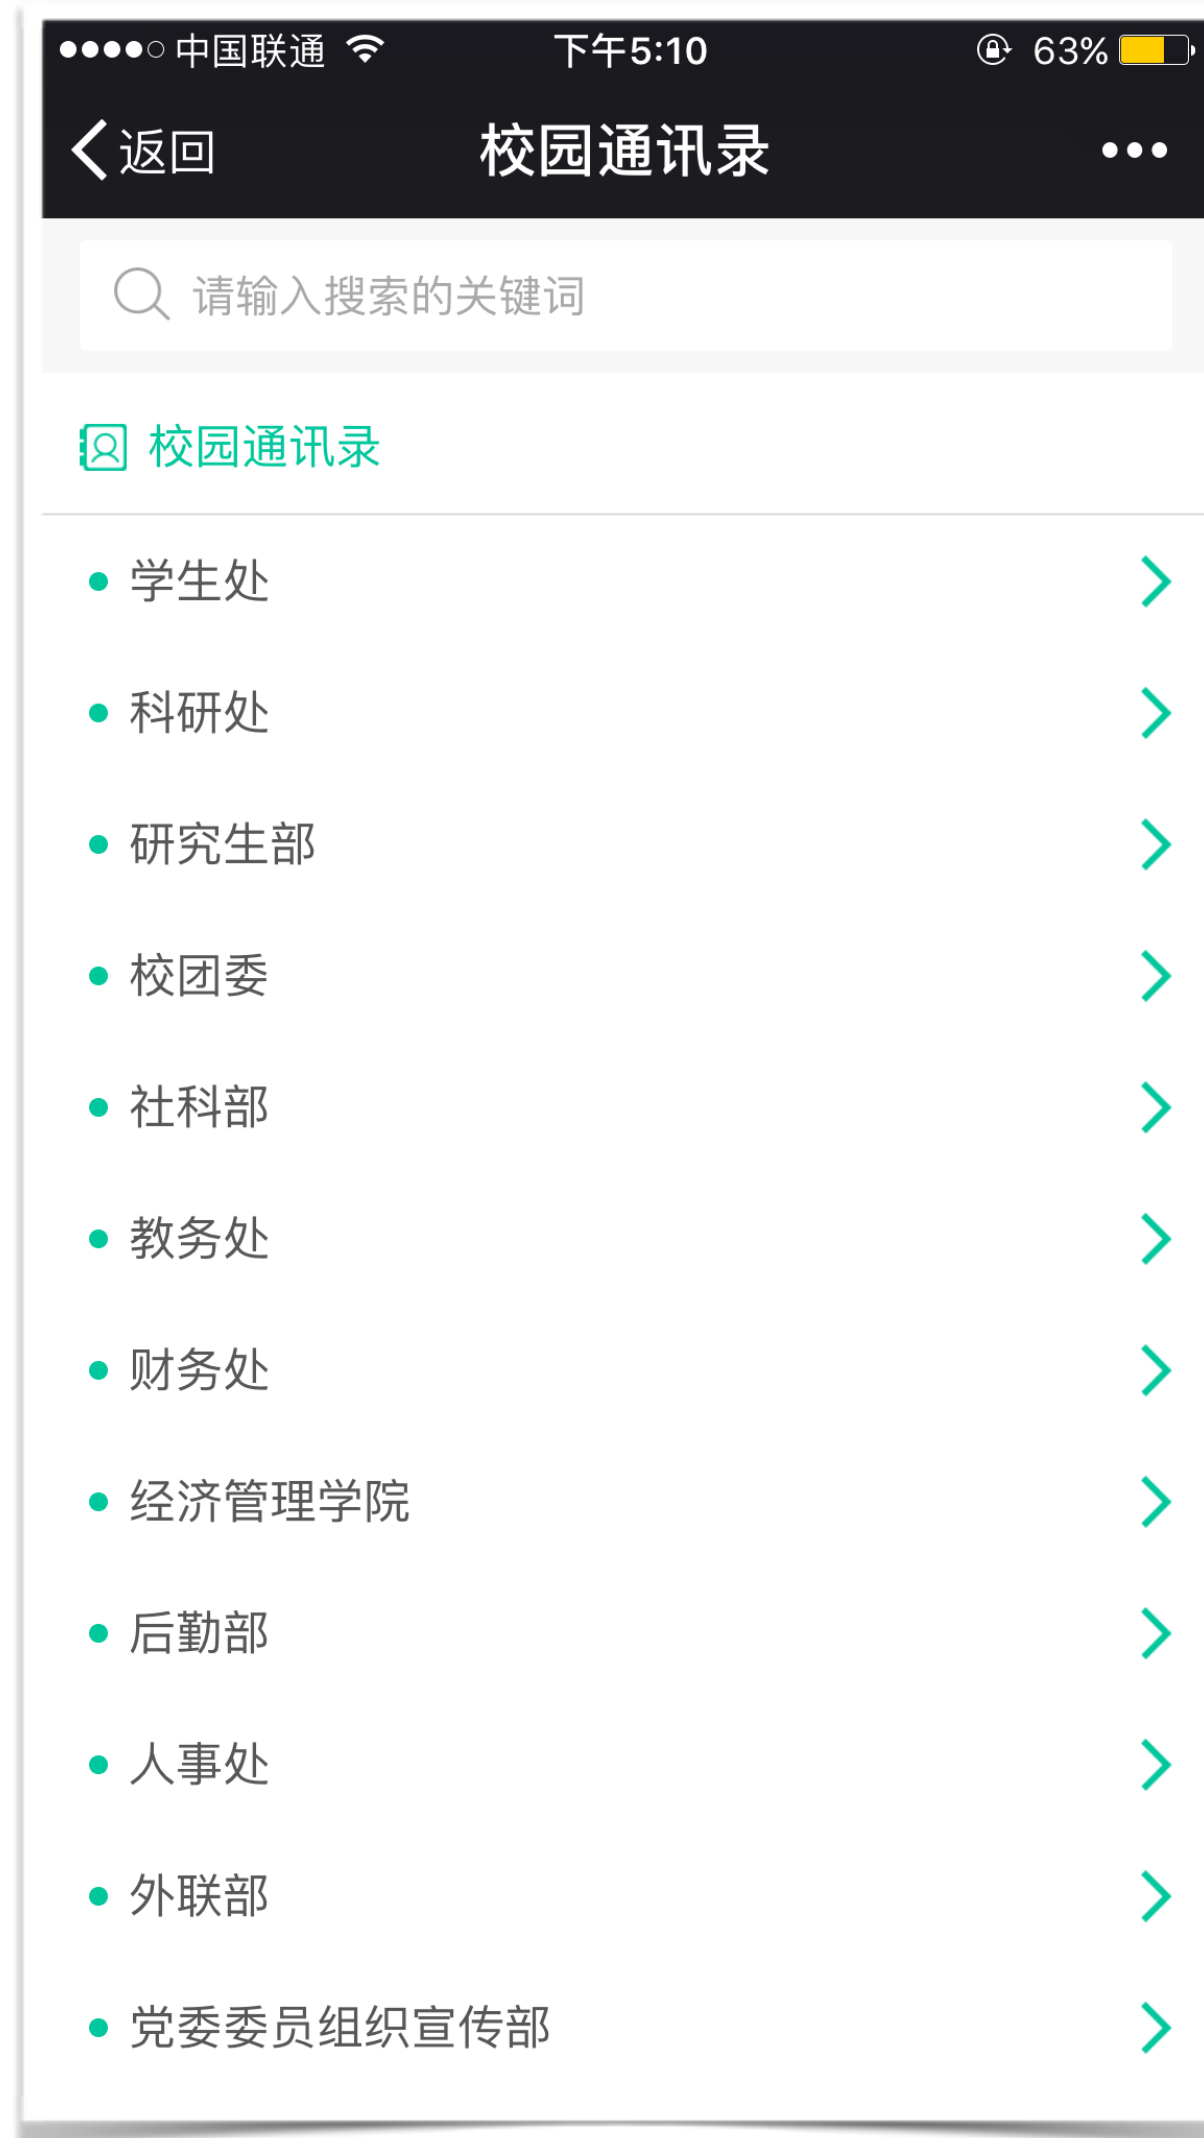 中国联通 下午5:10 63%
返回 校园通讯录
请输入搜索的关键词
校园通讯录
学生处
科研处
研究生部
校团委
社科部
教务处
财务处
经济管理学院
后勤部
人事处
外联部
党委委员组织宣传部